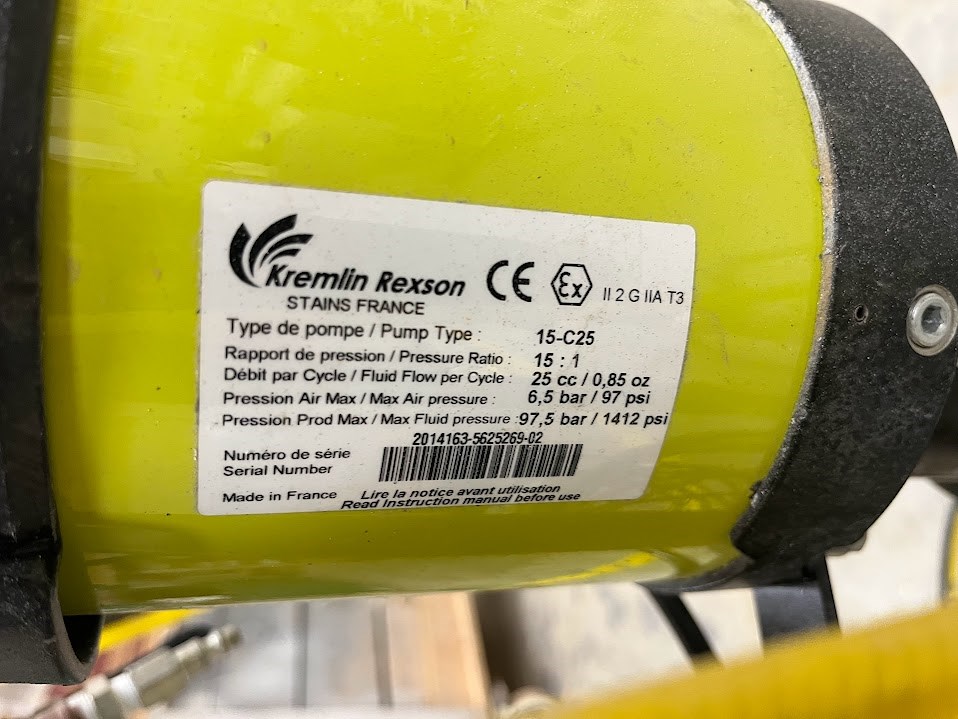 Kremlin Rexson CE Ex II 2 G IIA T3
STAINS FRANCE
Type de pompe / Pump Type : 15-C25
Rapport de pression / Pressure Ratio : 15 : 1
Débit par Cycle / Fluid Flow per Cycle : 25 cc / 0,85 oz
Pression Air Max / Max Air pressure : 6,5 bar / 97 psi
Pression Prod Max / Max Fluid pressure : 97,5 bar / 1412 psi
2014163-5625269-02
Numéro de série
Serial Number
Made in France Lire la notice avant utilisation
Read Instruction manual before use